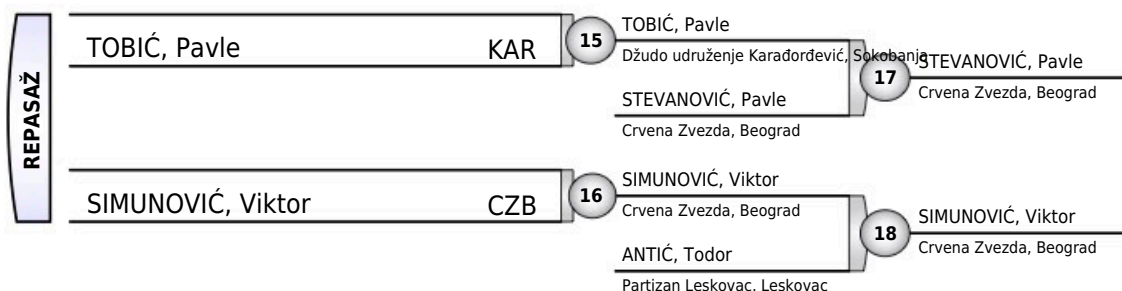 REPASAŽ
TOBIĆ, Pavle
KAR
15
TOBIĆ, Pavle
Džudo udruženje Karađorđević, Sokobanja
STEVANOVIĆ, Pavle
Crvena Zvezda, Beograd
17
STEVANOVIĆ, Pavle
Crvena Zvezda, Beograd
SIMUNOVIĆ, Viktor
CZB
16
SIMUNOVIĆ, Viktor
Crvena Zvezda, Beograd
ANTIĆ, Todor
Partizan Leskovac, Leskovac
18
SIMUNOVIĆ, Viktor
Crvena Zvezda, Beograd